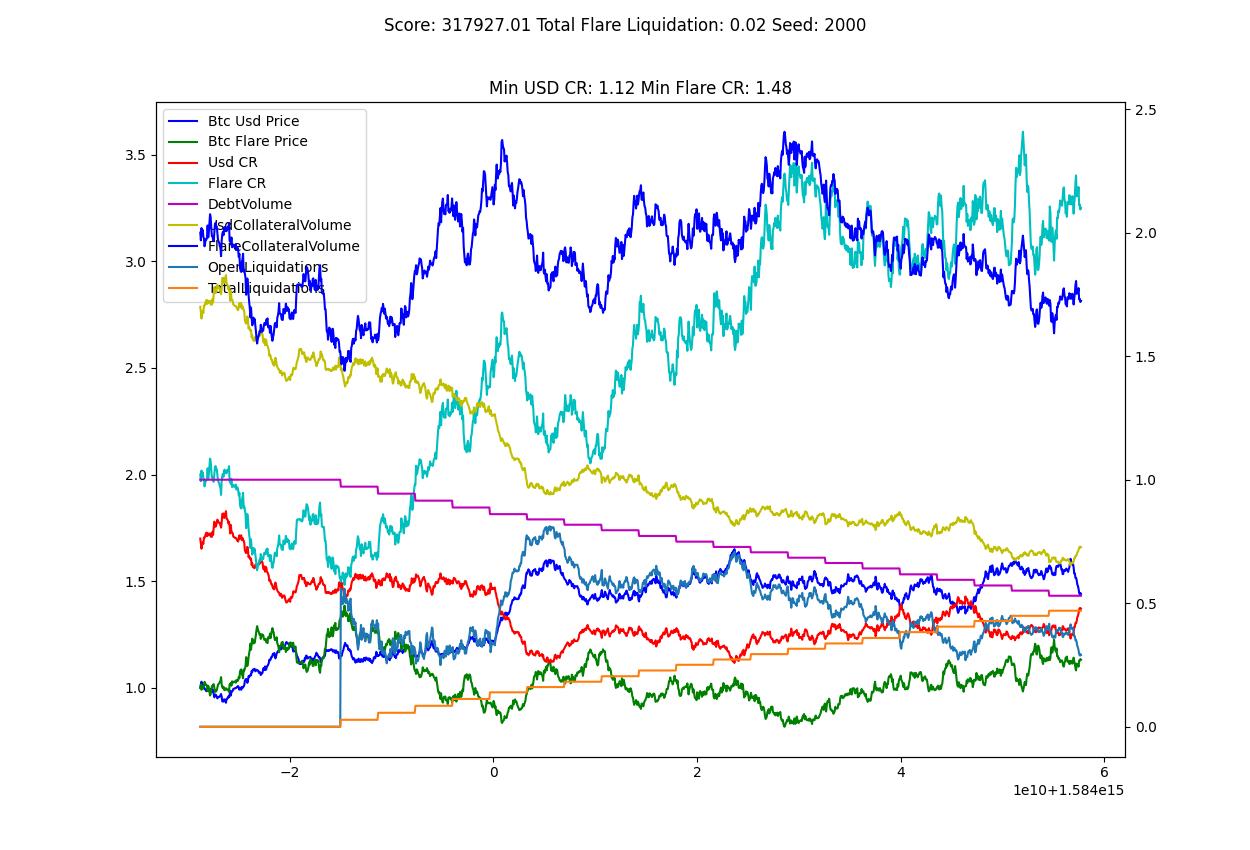 Score: 317927.01 Total Flare Liquidation: 0.02 Seed: 2000
Min USD CR: 1.12 Min Flare CR: 1.48
Btc Usd Price
Btc Flare Price
Usd CR
Flare CR
DebtVolume
UsdCollateralVolume
FlareCollateralVolume
OpenLiquidations
TotalLiquidations
3.5
3.0
2.5
2.0
1.5
1.0
2.5
2.0
1.5
1.0
0.5
0.0
−2 0 2 4 6
1e10+1.584e15